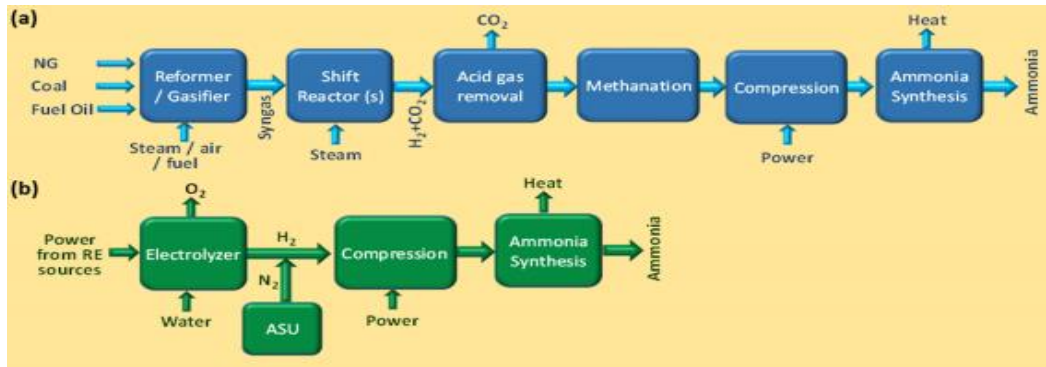 (a)
NG
Coal
Fuel Oil
Reformer
/ Gasifier
Steam / air
/ fuel
Syngas
Shift
Reactor (s)
Steam
H₂+CO₂
CO₂
Acid gas
removal
Methanation
Compression
Power
Heat
Ammonia
Synthesis
Ammonia
(b)
Power
from RE
sources
O₂
Electrolyzer
Water
H₂
N₂
ASU
Compression
Power
Heat
Ammonia
Synthesis
Ammonia